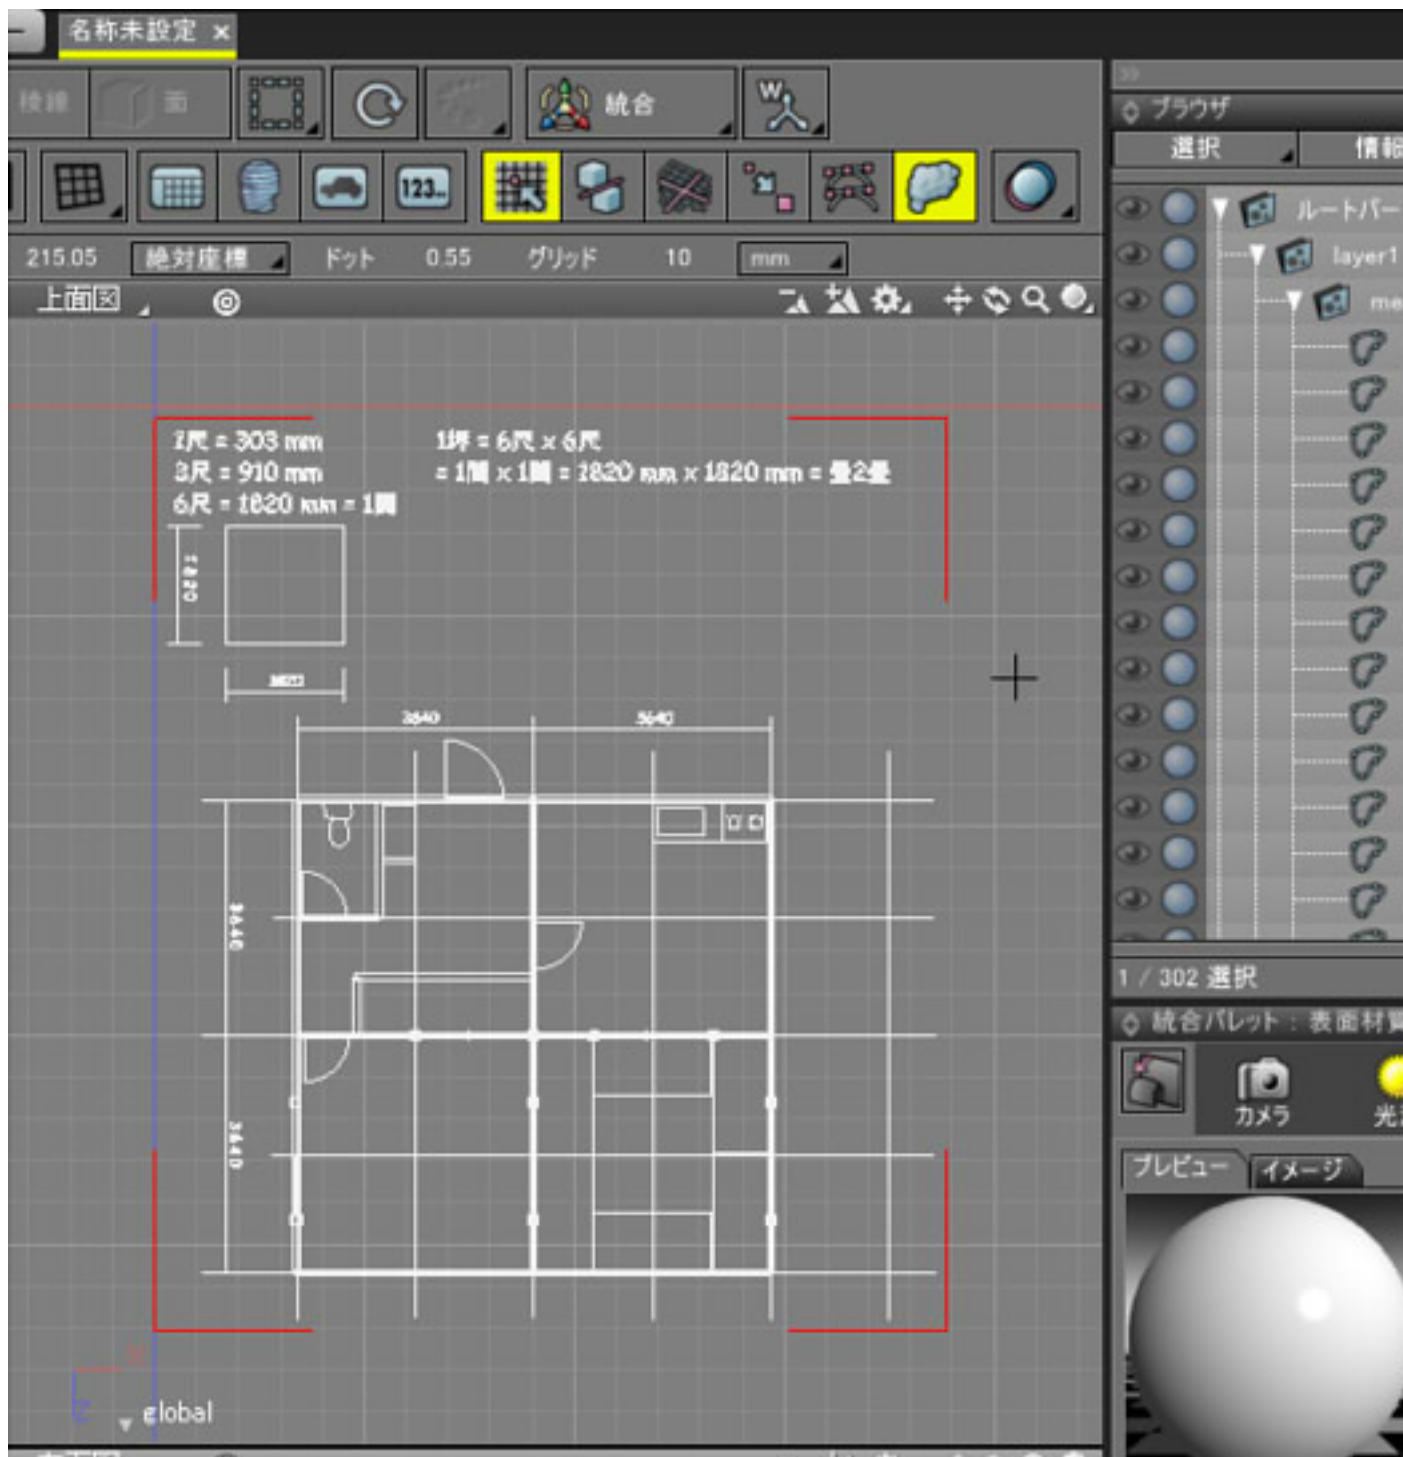 名称未設定 ×
稜線 面 統合 W
123...
215.05 絶対座標 ドット 0.55 グリッド 10 mm
上面図
ブラウザ
選択 情報
ルートパー
layer1
me
1尺 = 303 mm
3尺 = 910 mm
6尺 = 1820 mm = 1間
1坪 = 6尺 x 6尺
= 1間 x 1間 = 1820 mm x 1820 mm = 畳2畳
1820
1820
3640 3640
3640
3640
global
1 / 302 選択
統合パレット : 表面材質
カメラ
プレビュー イメージ